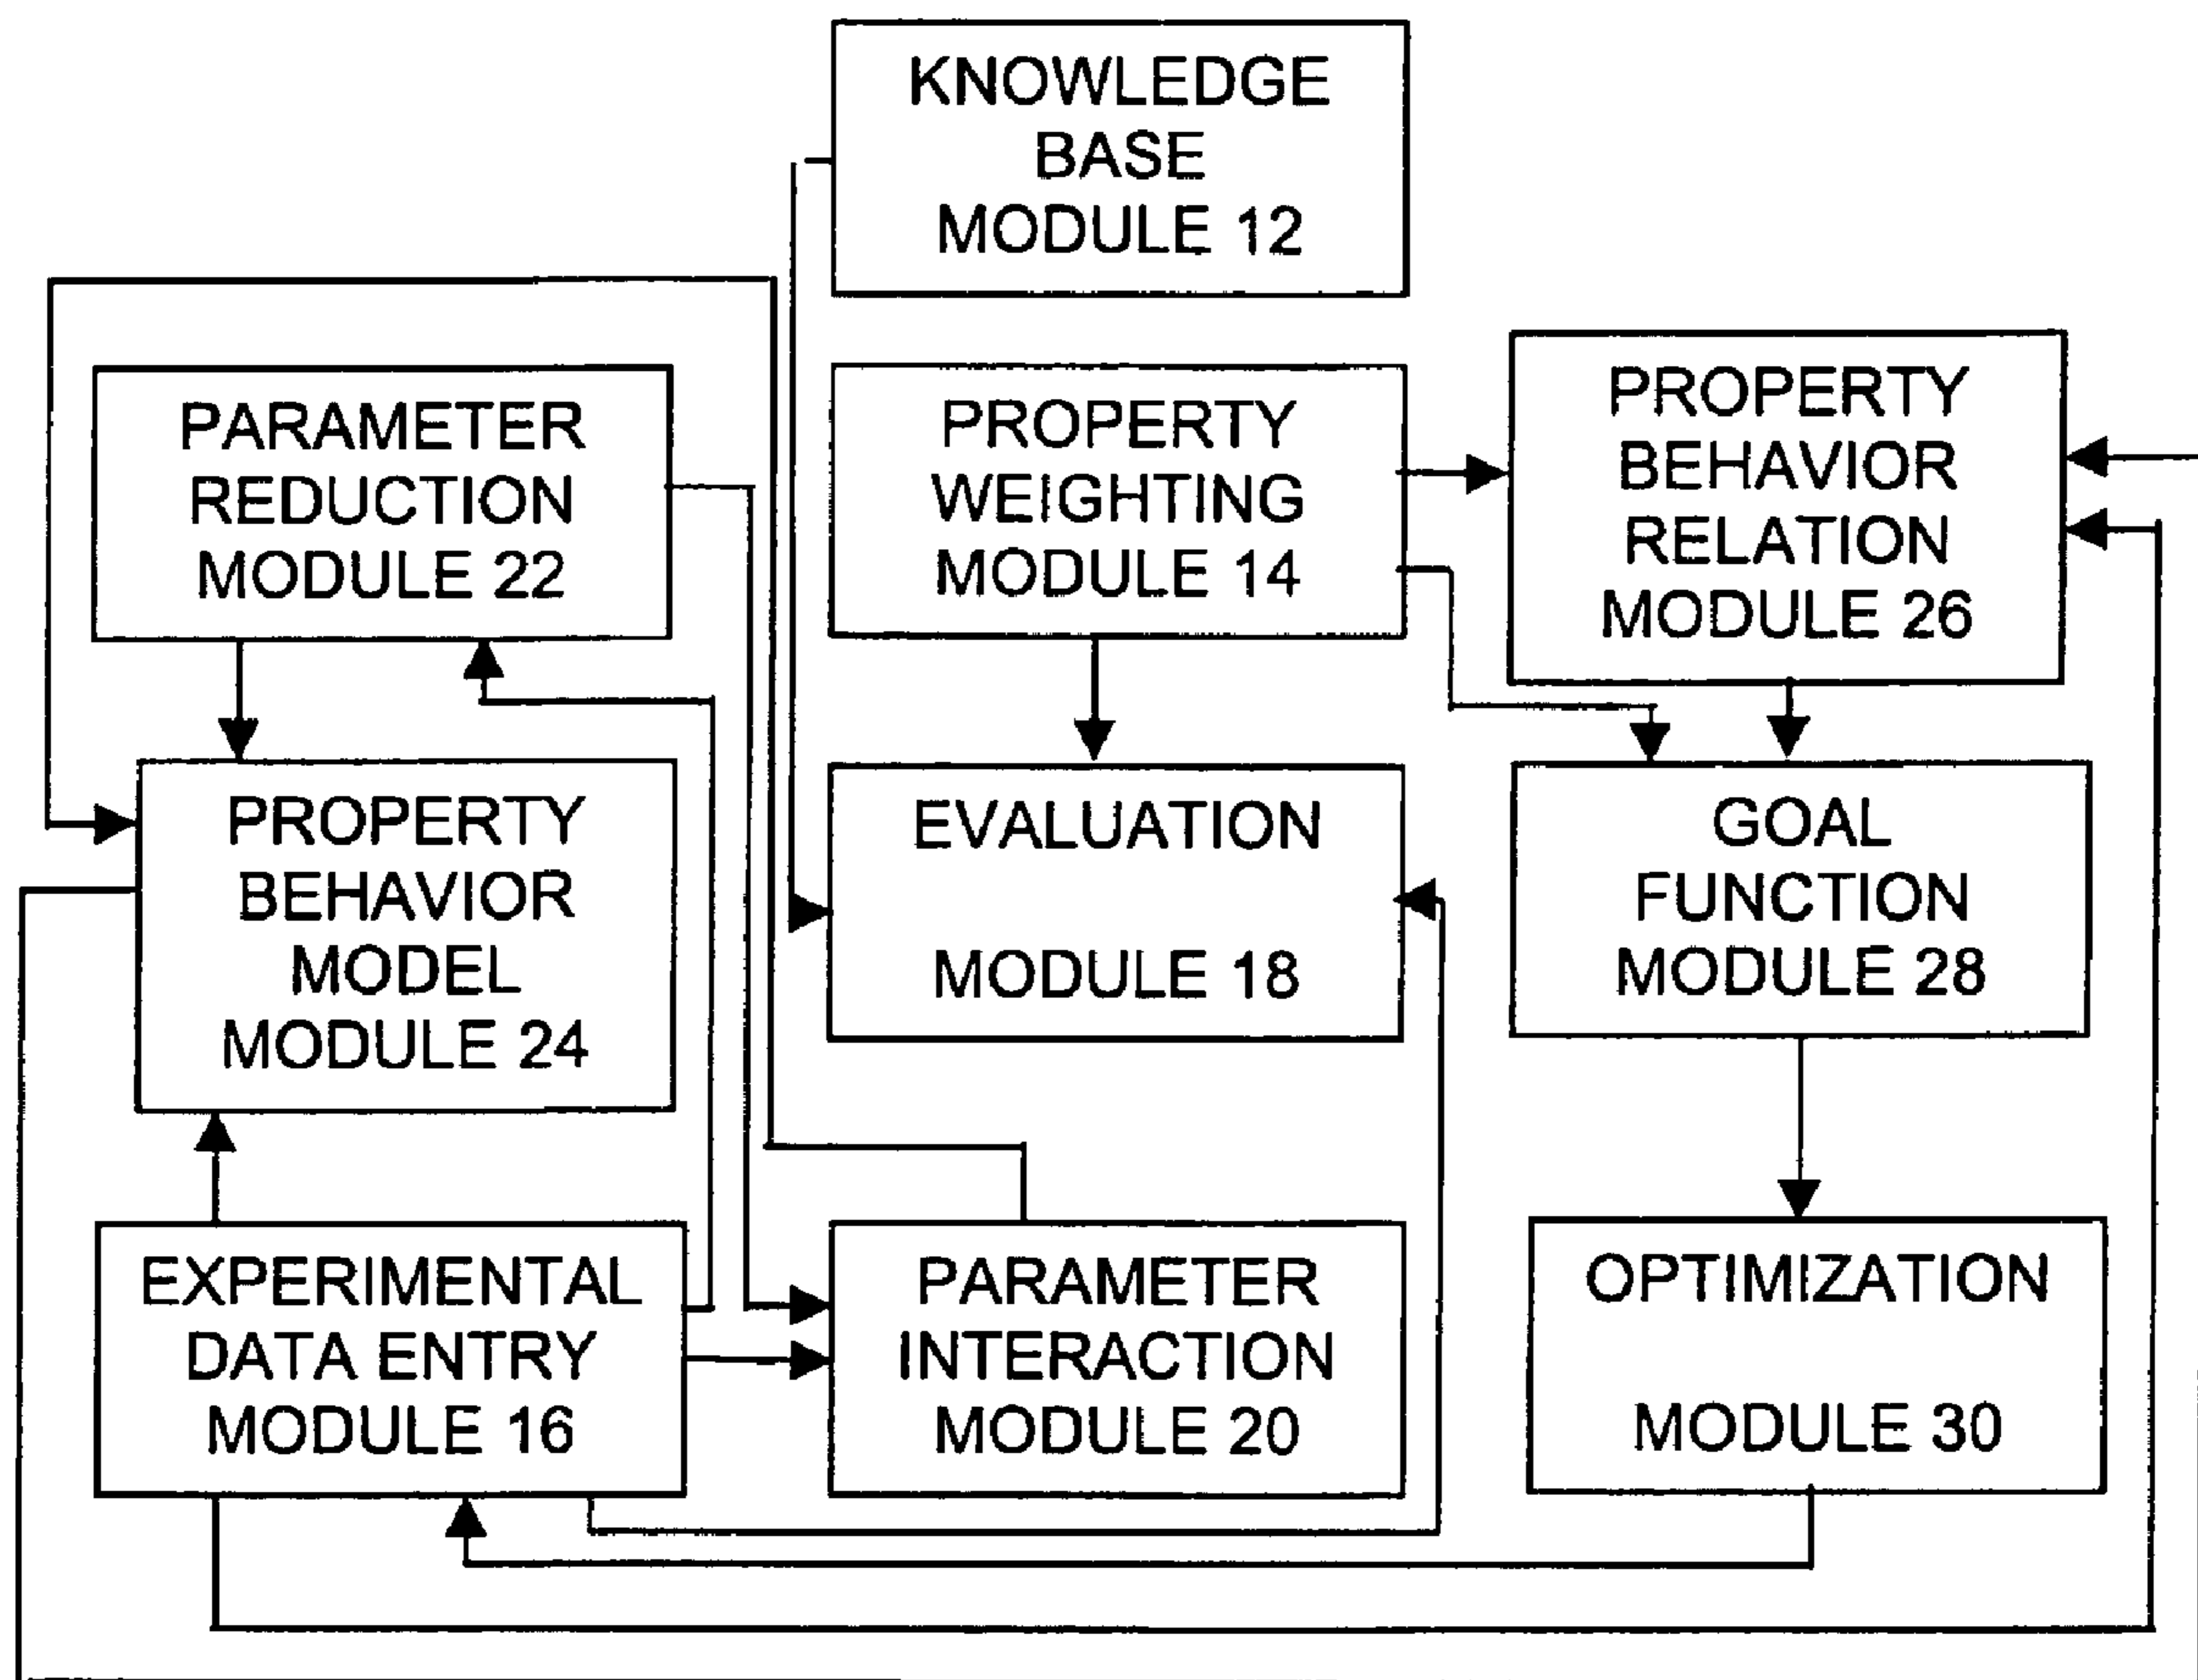 KNOWLEDGE
BASE
MODULE 12
PARAMETER
REDUCTION
MODULE 22
PROPERTY
WEIGHTING
MODULE 14
PROPERTY
BEHAVIOR
RELATION
MODULE 26
PROPERTY
BEHAVIOR
MODEL
MODULE 24
EVALUATION
MODULE 18
GOAL
FUNCTION
MODULE 28
EXPERIMENTAL
DATA ENTRY
MODULE 16
PARAMETER
INTERACTION
MODULE 20
OPTIMIZATION
MODULE 30